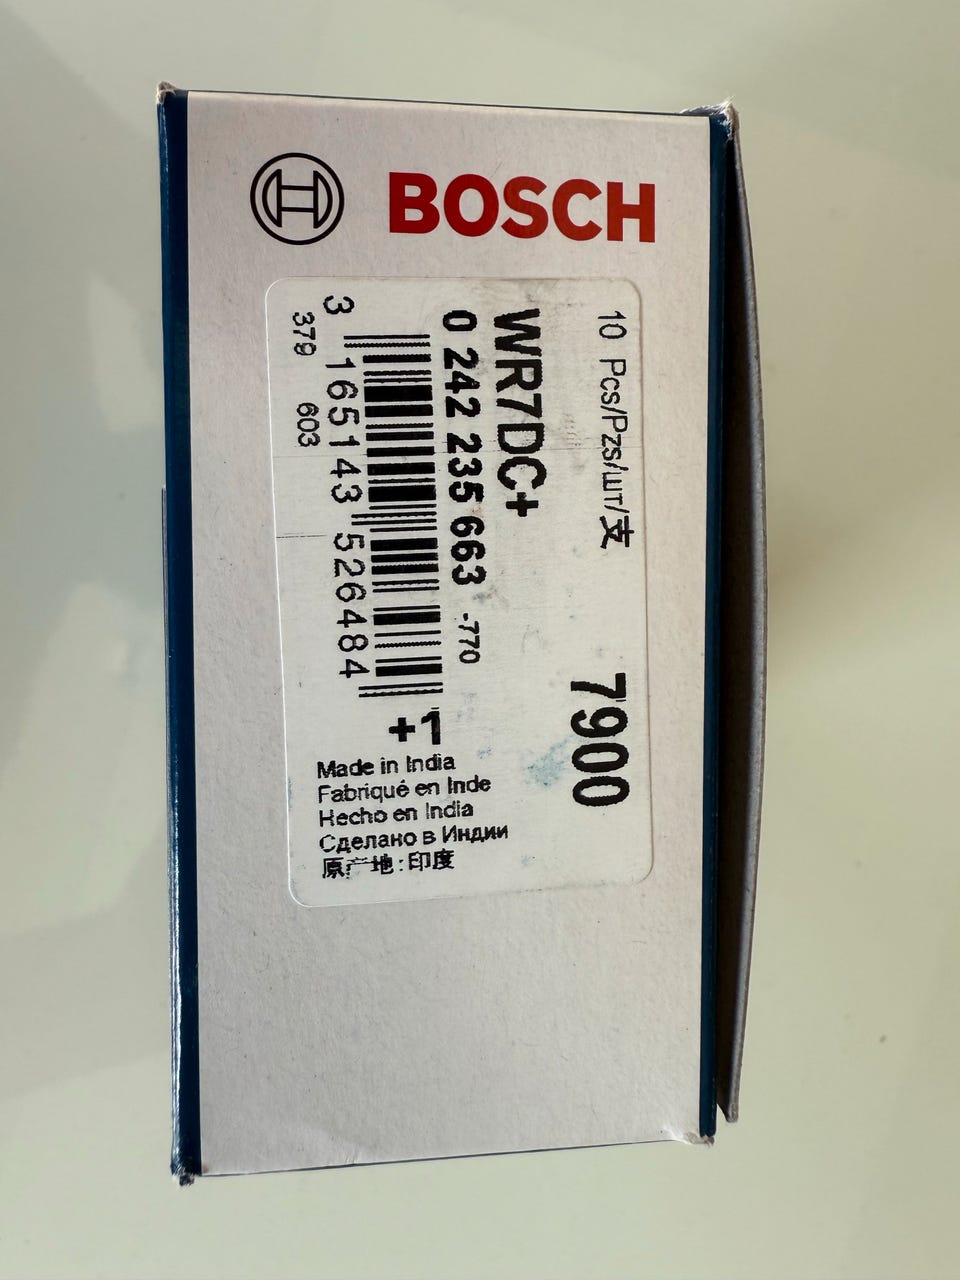 BOSCH
10 Pcs/Pzs/шт/支
7900
WR7DC+
0 242 235 663 -770
3 165143 526484
379 603
+1
Made in India
Fabriqué en Inde
Hecho en India
Сделано в Индии
原产地:印度